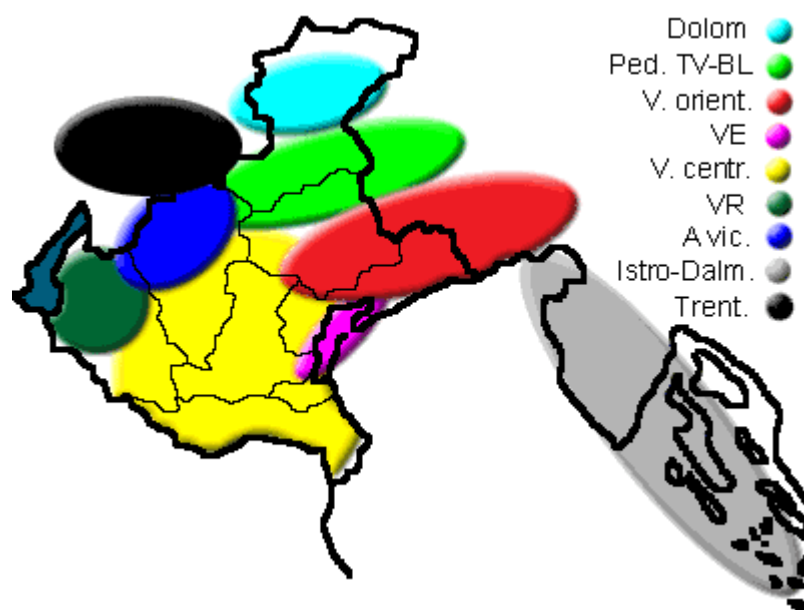 Dolom
Ped. TV-BL
V. orient.
VE
V. centr.
VR
A vic.
Istro-Dalm.
Trent.